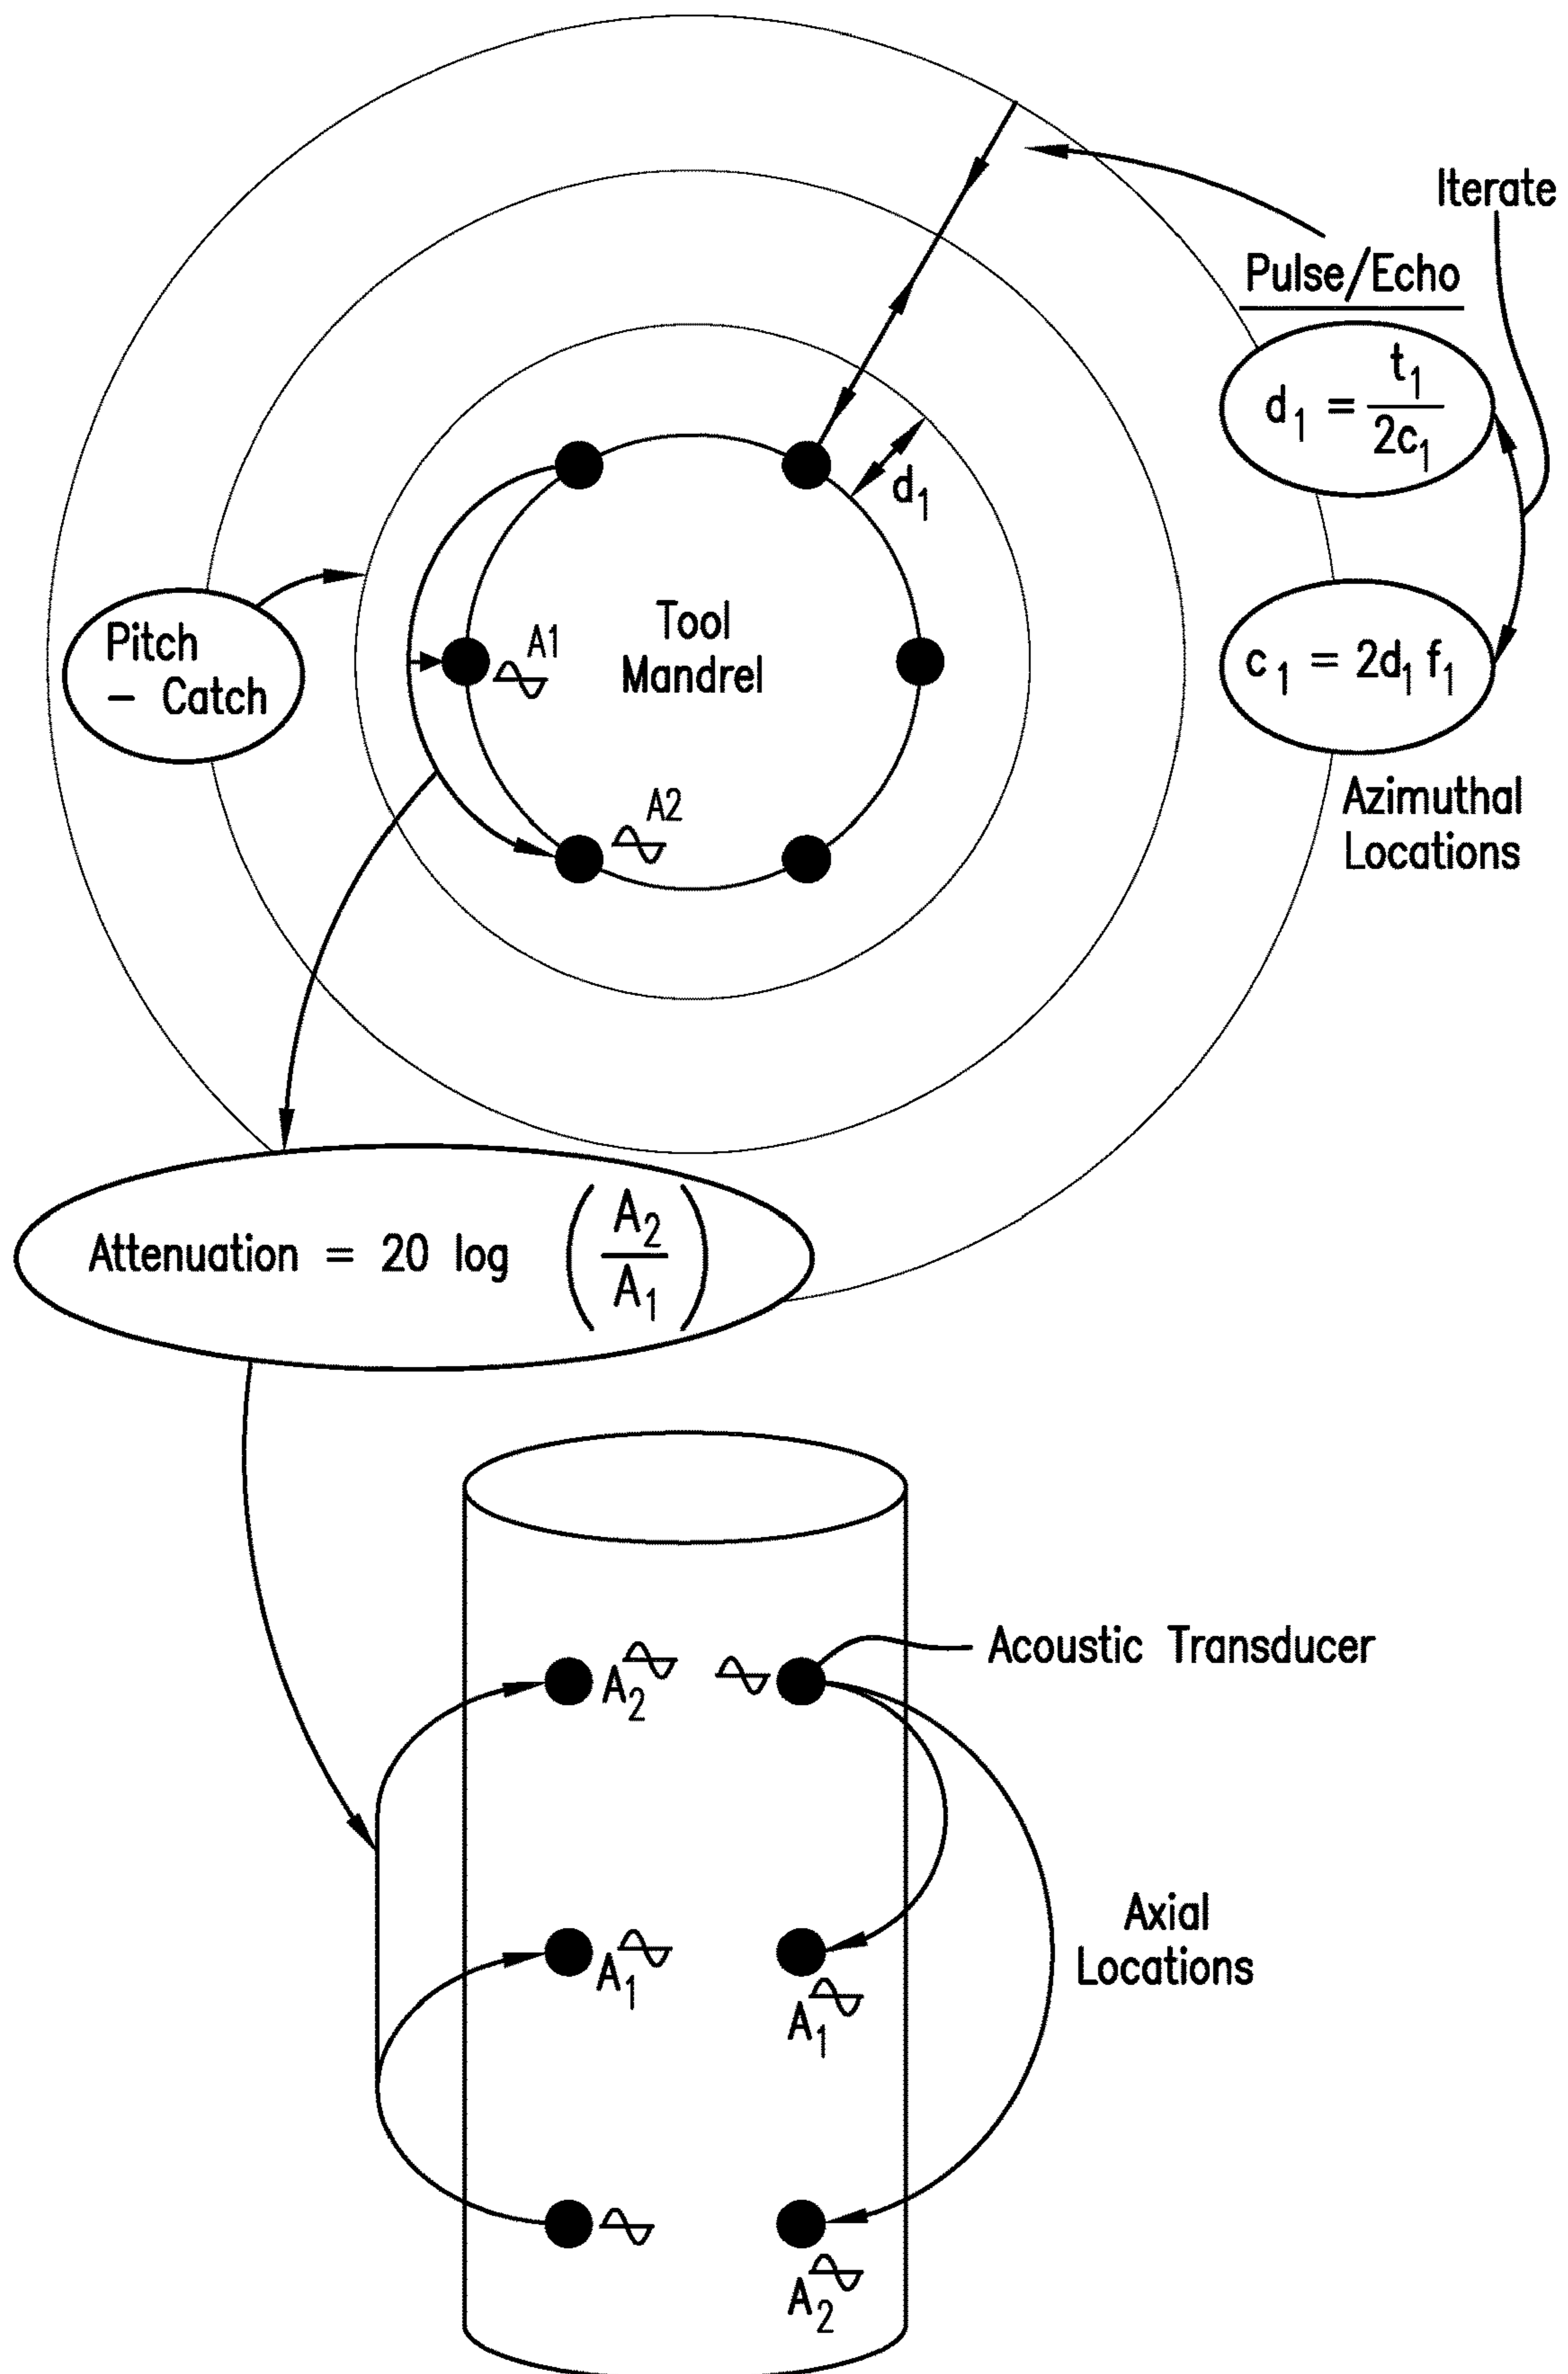 Iterate
Pulse/Echo
d₁ = t₁/2c₁
d₁
Pitch
- Catch
A1
Tool
Mandrel
c₁ = 2d₁ f₁
A2
Azimuthal
Locations
Attenuation = 20 log (A₂/A₁)
A₂
Acoustic Transducer
A₁
A₁
Axial
Locations
A₂